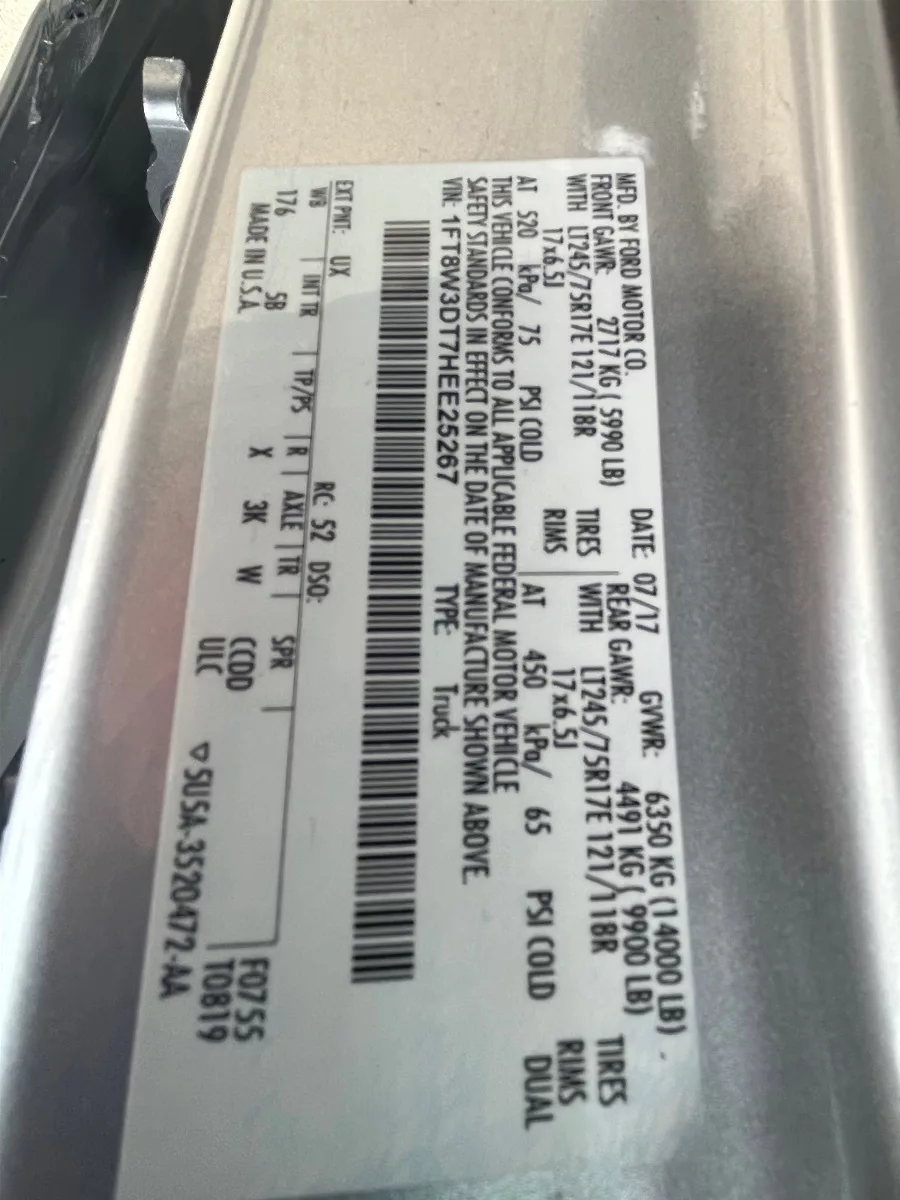 MFD. BY FORD MOTOR CO. DATE: 07/17 GVWR: 6350 KG (14000 LB)
FRONT GAWR: 2717 KG ( 5990 LB) REAR GAWR: 4491 KG ( 9900 LB)
WITH LT245/75R17E 121/118R TIRES WITH LT245/75R17E 121/118R TIRES
17x6.5J RIMS 17x6.5J RIMS
AT 520 kPa/ 75 PSI COLD AT 450 kPa/ 65 PSI COLD DUAL
THIS VEHICLE CONFORMS TO ALL APPLICABLE FEDERAL MOTOR VEHICLE
SAFETY STANDARDS IN EFFECT ON THE DATE OF MANUFACTURE SHOWN ABOVE.
VIN: 1FT8W3DT7HEE25267 TYPE: Truck
EXT PNT: UX RC: 52 DSO:
WB | INT TR | TP/PS | R | AXLE | TR | SPR |
176 5B X 3K W CCDD F0755
MADE IN U.S.A. ULC T0819
▽5U5A-3520472-AA